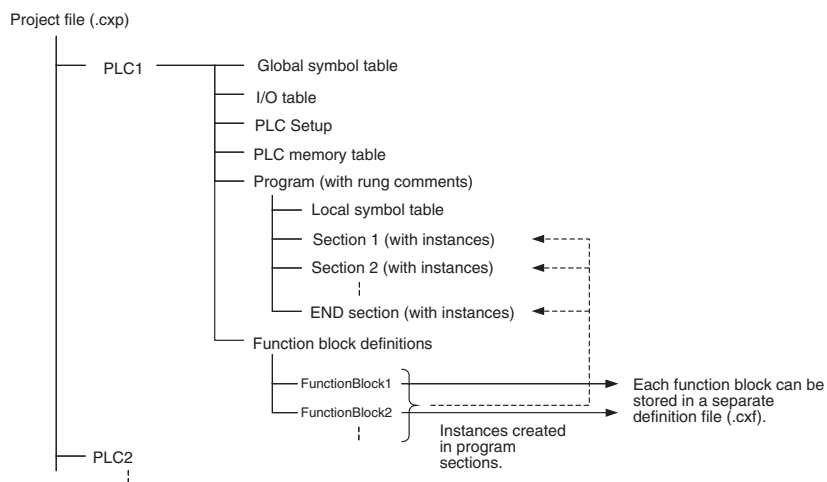 Project file (.cxp)
PLC1
Global symbol table
I/O table
PLC Setup
PLC memory table
Program (with rung comments)
Local symbol table
Section 1 (with instances)
Section 2 (with instances)
END section (with instances)
Function block definitions
FunctionBlock1
FunctionBlock2
Each function block can be
stored in a separate
definition file (.cxf).
Instances created
in program
sections.
PLC2